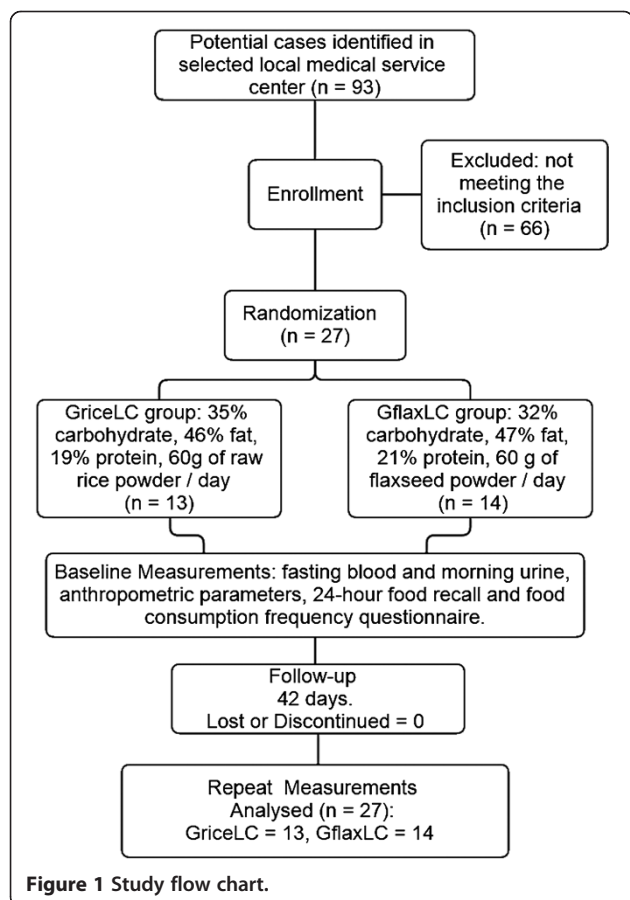 Potential cases identified in
selected local medical service
center (n = 93)
Enrollment
Excluded: not
meeting the
inclusion criteria
(n = 66)
Randomization
(n = 27)
GriceLC group: 35%
carbohydrate, 46% fat,
19% protein, 60g of raw
rice powder / day
(n = 13)
GflaxLC group: 32%
carbohydrate, 47% fat,
21% protein, 60 g of
flaxseed powder / day
(n = 14)
Baseline Measurements: fasting blood and morning urine,
anthropometric parameters, 24-hour food recall and food
consumption frequency questionnaire.
Follow-up
42 days.
Lost or Discontinued = 0
Repeat Measurements
Analysed (n = 27):
GriceLC = 13, GflaxLC = 14
Figure 1 Study flow chart.